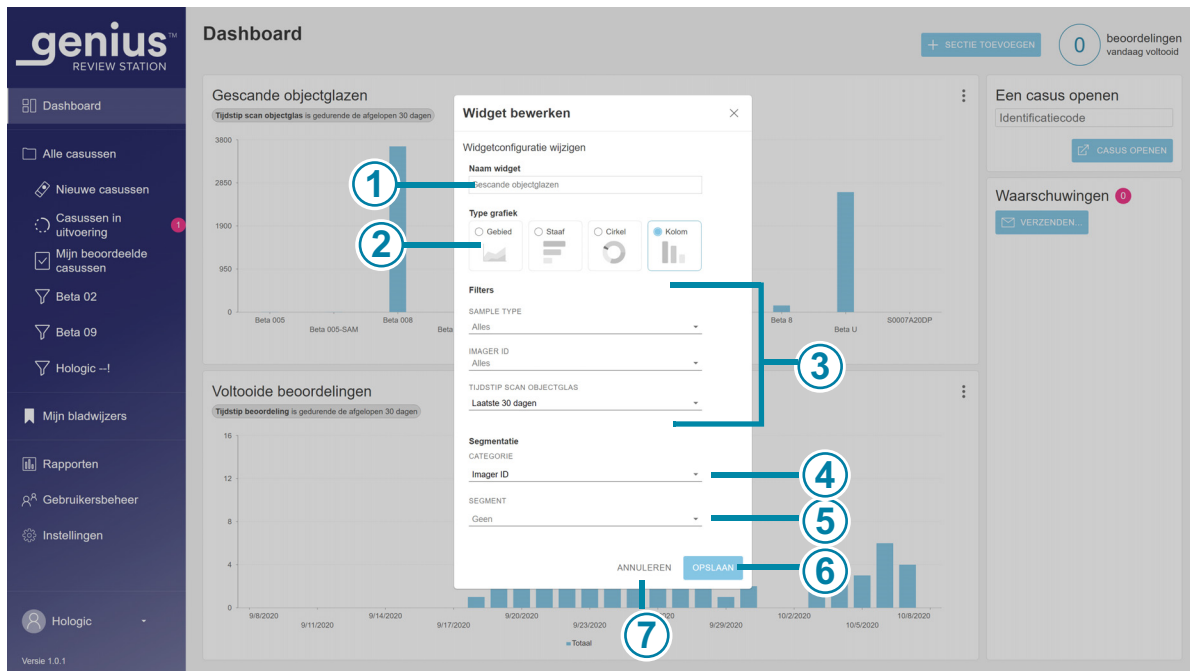 genius™
REVIEW STATION
Dashboard
Alle casussen
Nieuwe casussen
Casussen in
uitvoering
1
Mijn beoordeelde
casussen
Beta 02
Beta 09
Hologic --!
Mijn bladwijzers
Rapporten
Gebruikersbeheer
Instellingen
Hologic
Versie 1.0.1
Dashboard
+ SECTIE TOEVOEGEN
0
beoordelingen
vandaag voltooid
Gescande objectglazen
Tijdstip scan objectglas is gedurende de afgelopen 30 dagen
3800
2850
1900
950
0
Beta 005
Beta 005-SAM
Beta 008
Beta
Beta 8
Beta U
S0007A20DP
Voltooide beoordelingen
Tijdstip beoordeling is gedurende de afgelopen 30 dagen
16
12
8
4
0
9/8/2020
9/11/2020
9/14/2020
9/17/2020
9/20/2020
9/23/2020
2020
9/29/2020
10/2/2020
10/5/2020
10/8/2020
Totaal
Een casus openen
Identificatiecode
CASUS OPENEN
Waarschuwingen 0
VERZENDEN...
Widget bewerken
Widgetconfiguratie wijzigen
Naam widget
Gescande objectglazen
Type grafiek
Gebied
Staaf
Cirkel
Kolom
Filters
SAMPLE TYPE
Alles
IMAGER ID
Alles
TIJDSTIP SCAN OBJECTGLAS
Laatste 30 dagen
Segmentatie
CATEGORIE
Imager ID
SEGMENT
Geen
ANNULEREN
OPSLAAN
1
2
3
4
5
6
7